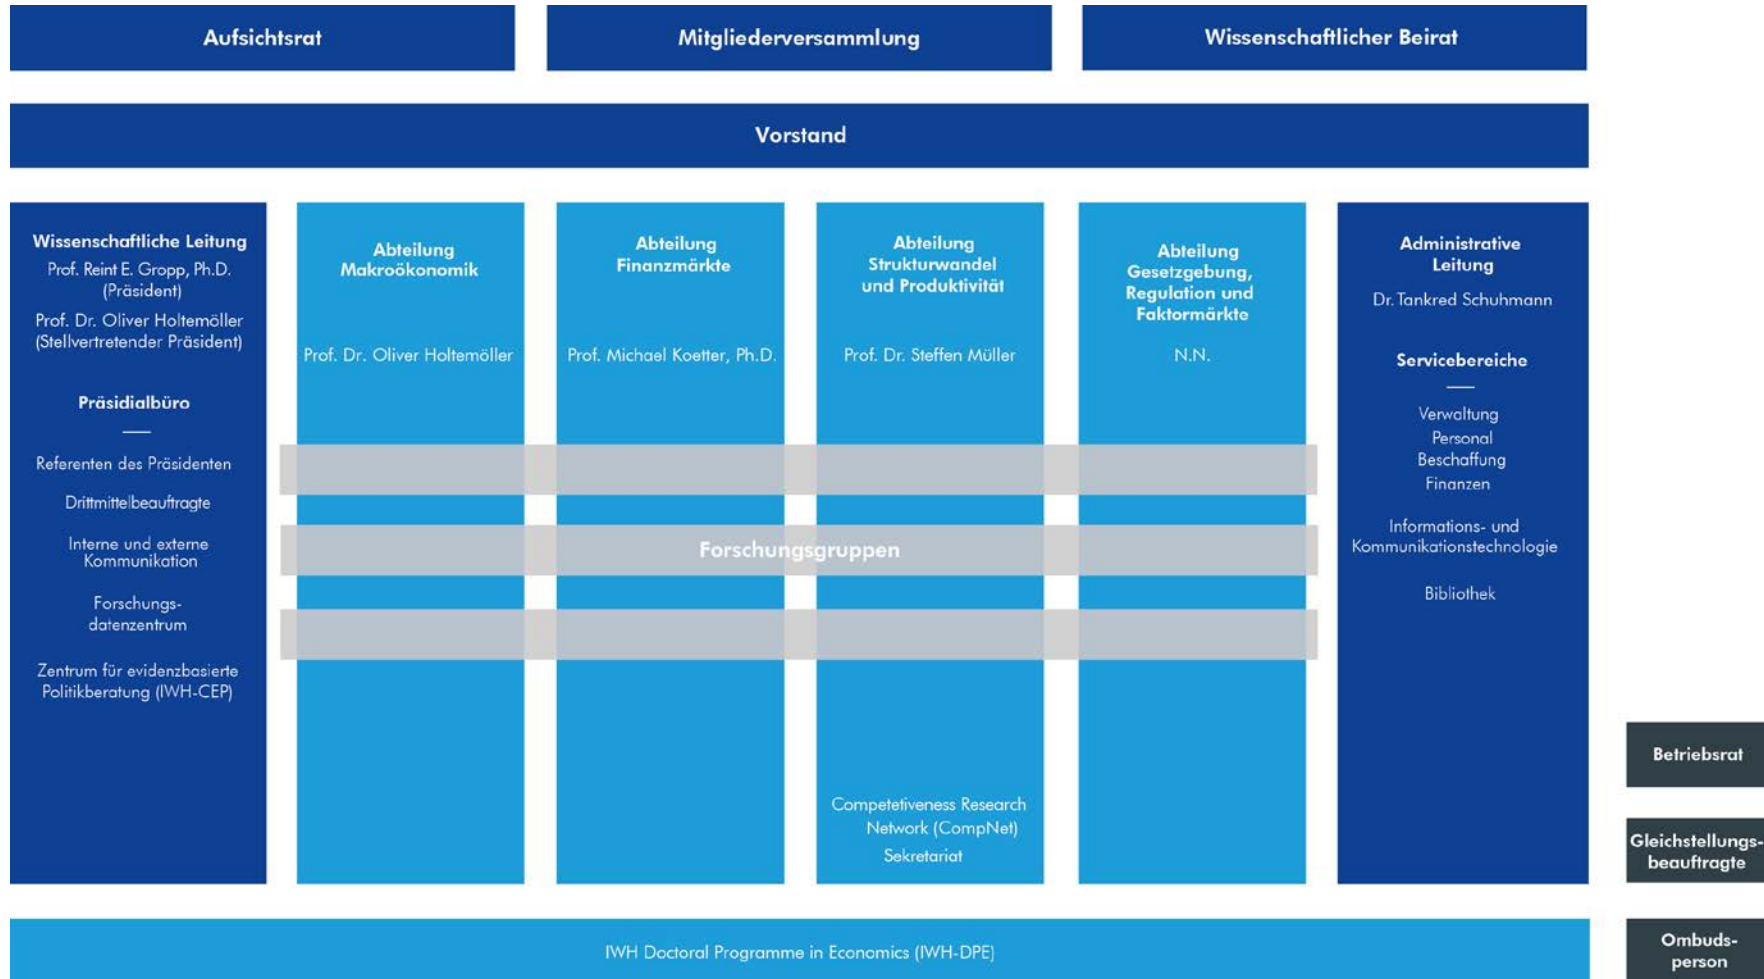 Aufsichtsrat
Mitgliederversammlung
Wissenschaftlicher Beirat
Vorstand
Wissenschaftliche Leitung
Prof. Reint E. Gropp, Ph.D.
(Präsident)
Prof. Dr. Oliver Holtemöller
(Stellvertretender Präsident)
Präsidialbüro
Referenten des Präsidenten
Drittmittelbeauftragte
Interne und externe
Kommunikation
Forschungs-
datenzentrum
Zentrum für evidenzbasierte
Politikberatung (IWH-CEP)
Abteilung
Makroökonomik
Prof. Dr. Oliver Holtemöller
Abteilung
Finanzmärkte
Prof. Michael Koetter, Ph.D.
Abteilung
Strukturwandel
und Produktivität
Prof. Dr. Steffen Müller
Abteilung
Gesetzgebung,
Regulation und
Faktormärkte
N.N.
Forschungsgruppen
Competetiveness Research
Network (CompNet)
Sekretariat
Administrative
Leitung
Dr. Tankred Schuhmann
Servicebereiche
Verwaltung
Personal
Beschaffung
Finanzen
Informations- und
Kommunikationstechnologie
Bibliothek
Betriebsrat
Gleichstellungs-
beauftragte
Ombuds-
person
IWH Doctoral Programme in Economics (IWH-DPE)